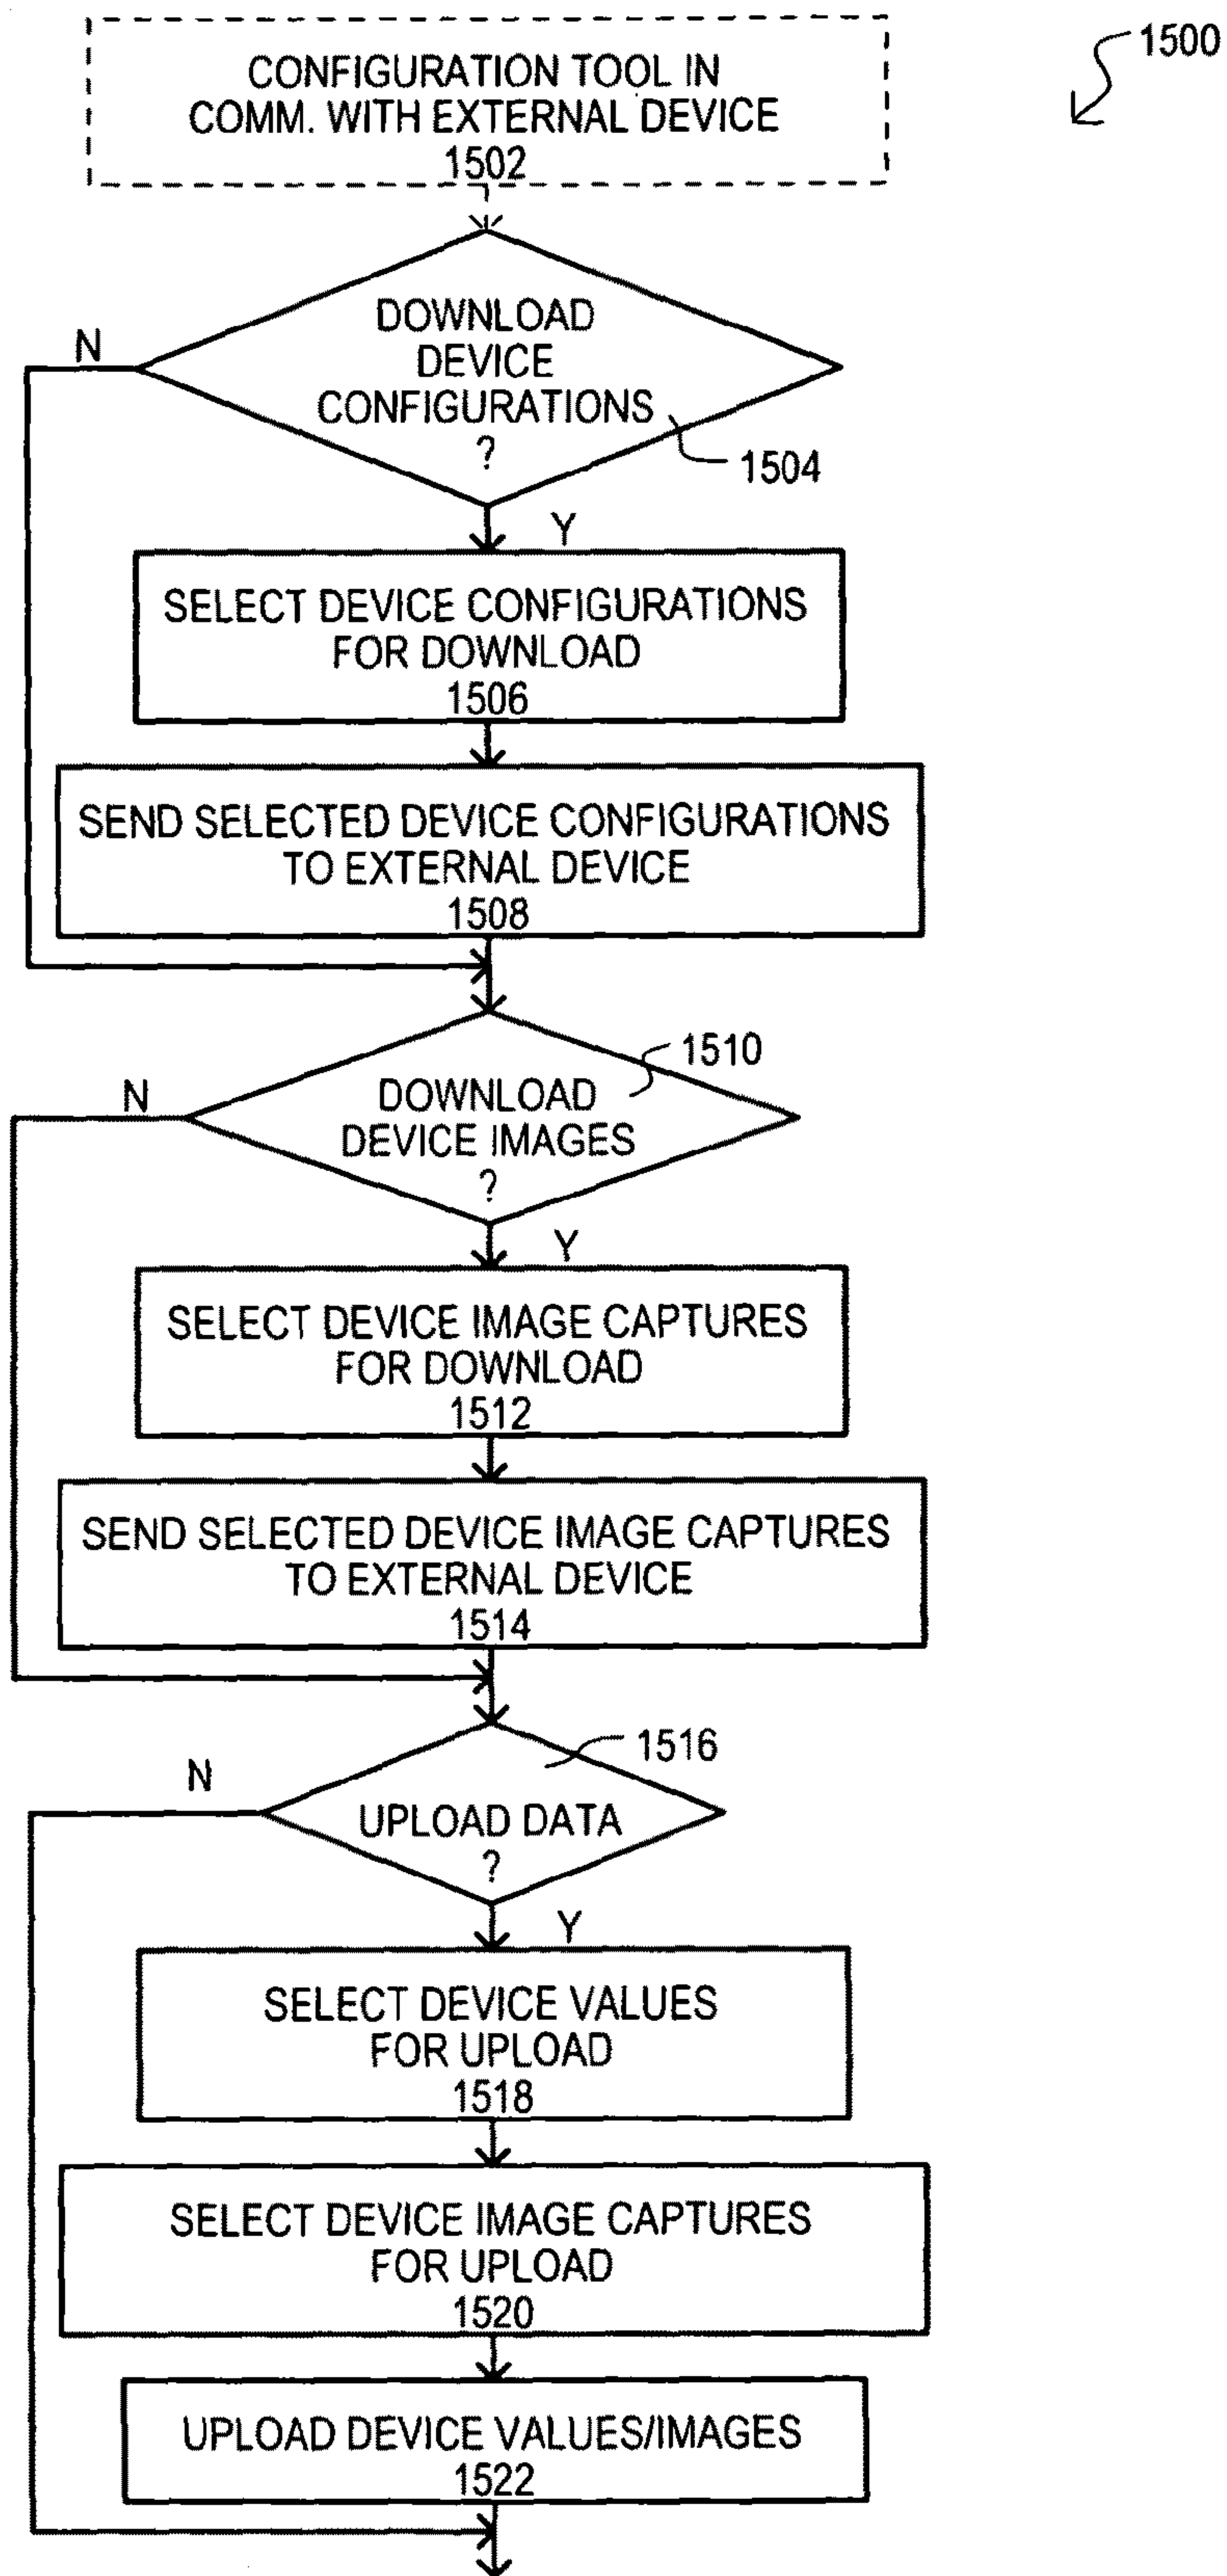 1500
CONFIGURATION TOOL IN
COMM. WITH EXTERNAL DEVICE
1502
DOWNLOAD
DEVICE
CONFIGURATIONS
?
1504
N
Y
SELECT DEVICE CONFIGURATIONS
FOR DOWNLOAD
1506
SEND SELECTED DEVICE CONFIGURATIONS
TO EXTERNAL DEVICE
1508
1510
N
DOWNLOAD
DEVICE IMAGES
?
Y
SELECT DEVICE IMAGE CAPTURES
FOR DOWNLOAD
1512
SEND SELECTED DEVICE IMAGE CAPTURES
TO EXTERNAL DEVICE
1514
1516
N
UPLOAD DATA
?
Y
SELECT DEVICE VALUES
FOR UPLOAD
1518
SELECT DEVICE IMAGE CAPTURES
FOR UPLOAD
1520
UPLOAD DEVICE VALUES/IMAGES
1522